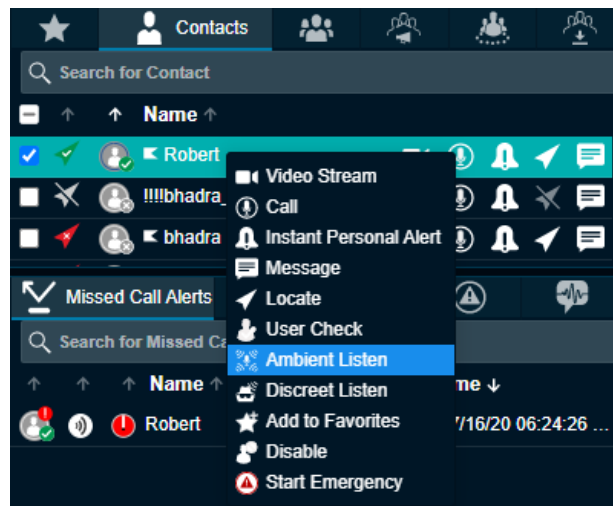 Contacts
Search for Contact
Name
Robert
!!!!bhadra_
bhadra
Video Stream
Call
Instant Personal Alert
Message
Locate
User Check
Ambient Listen
Discreet Listen
Add to Favorites
Disable
Start Emergency
Missed Call Alerts
Search for Missed Ca
Name
me
Robert
7/16/20 06:24:26 ...